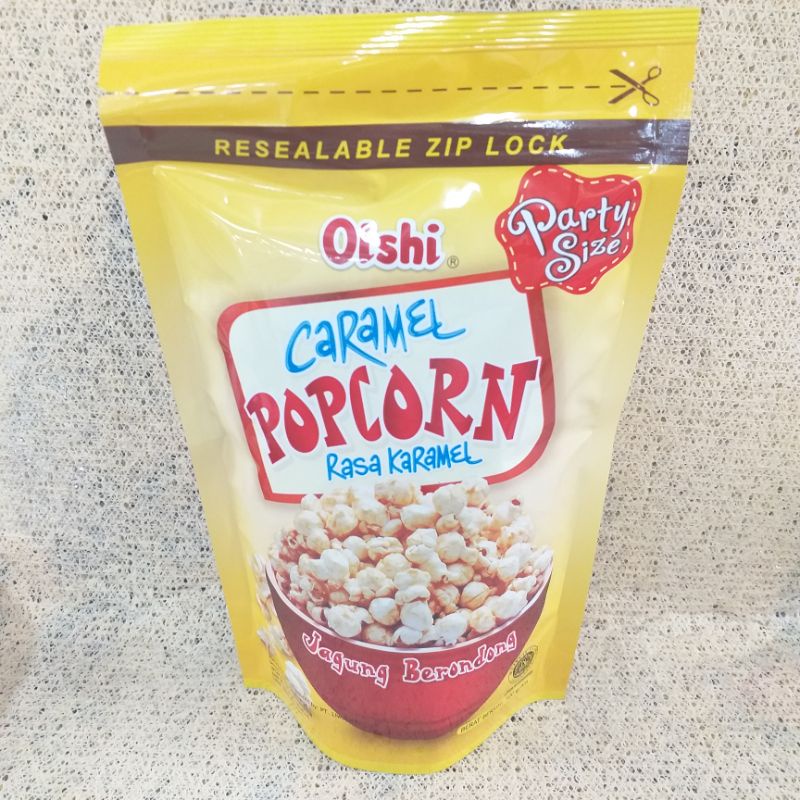 RESEALABLE ZIP LOCK
Party
Size
Oishi ®
CARAMEL
POPCORN
RASA KARAMEL
Jagung Berondong